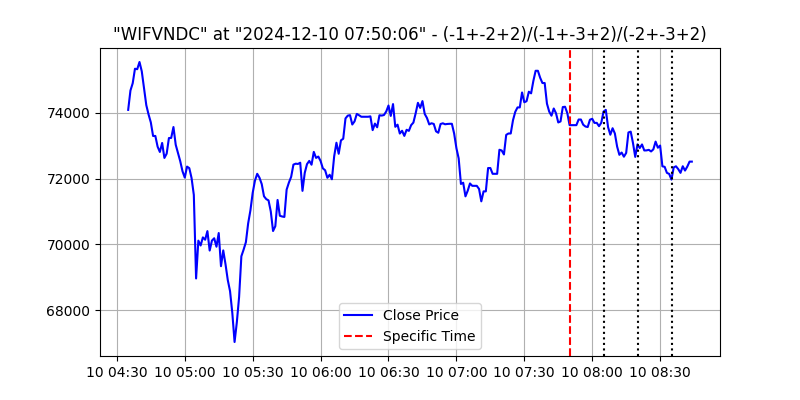 "WIFVNDC" at "2024-12-10 07:50:06" - (-1+-2+2)/(-1+-3+2)/(-2+-3+2)
74000
72000
70000
68000
Close Price
Specific Time
10 04:30 10 05:00 10 05:30 10 06:00 10 06:30 10 07:00 10 07:30 10 08:00 10 08:30